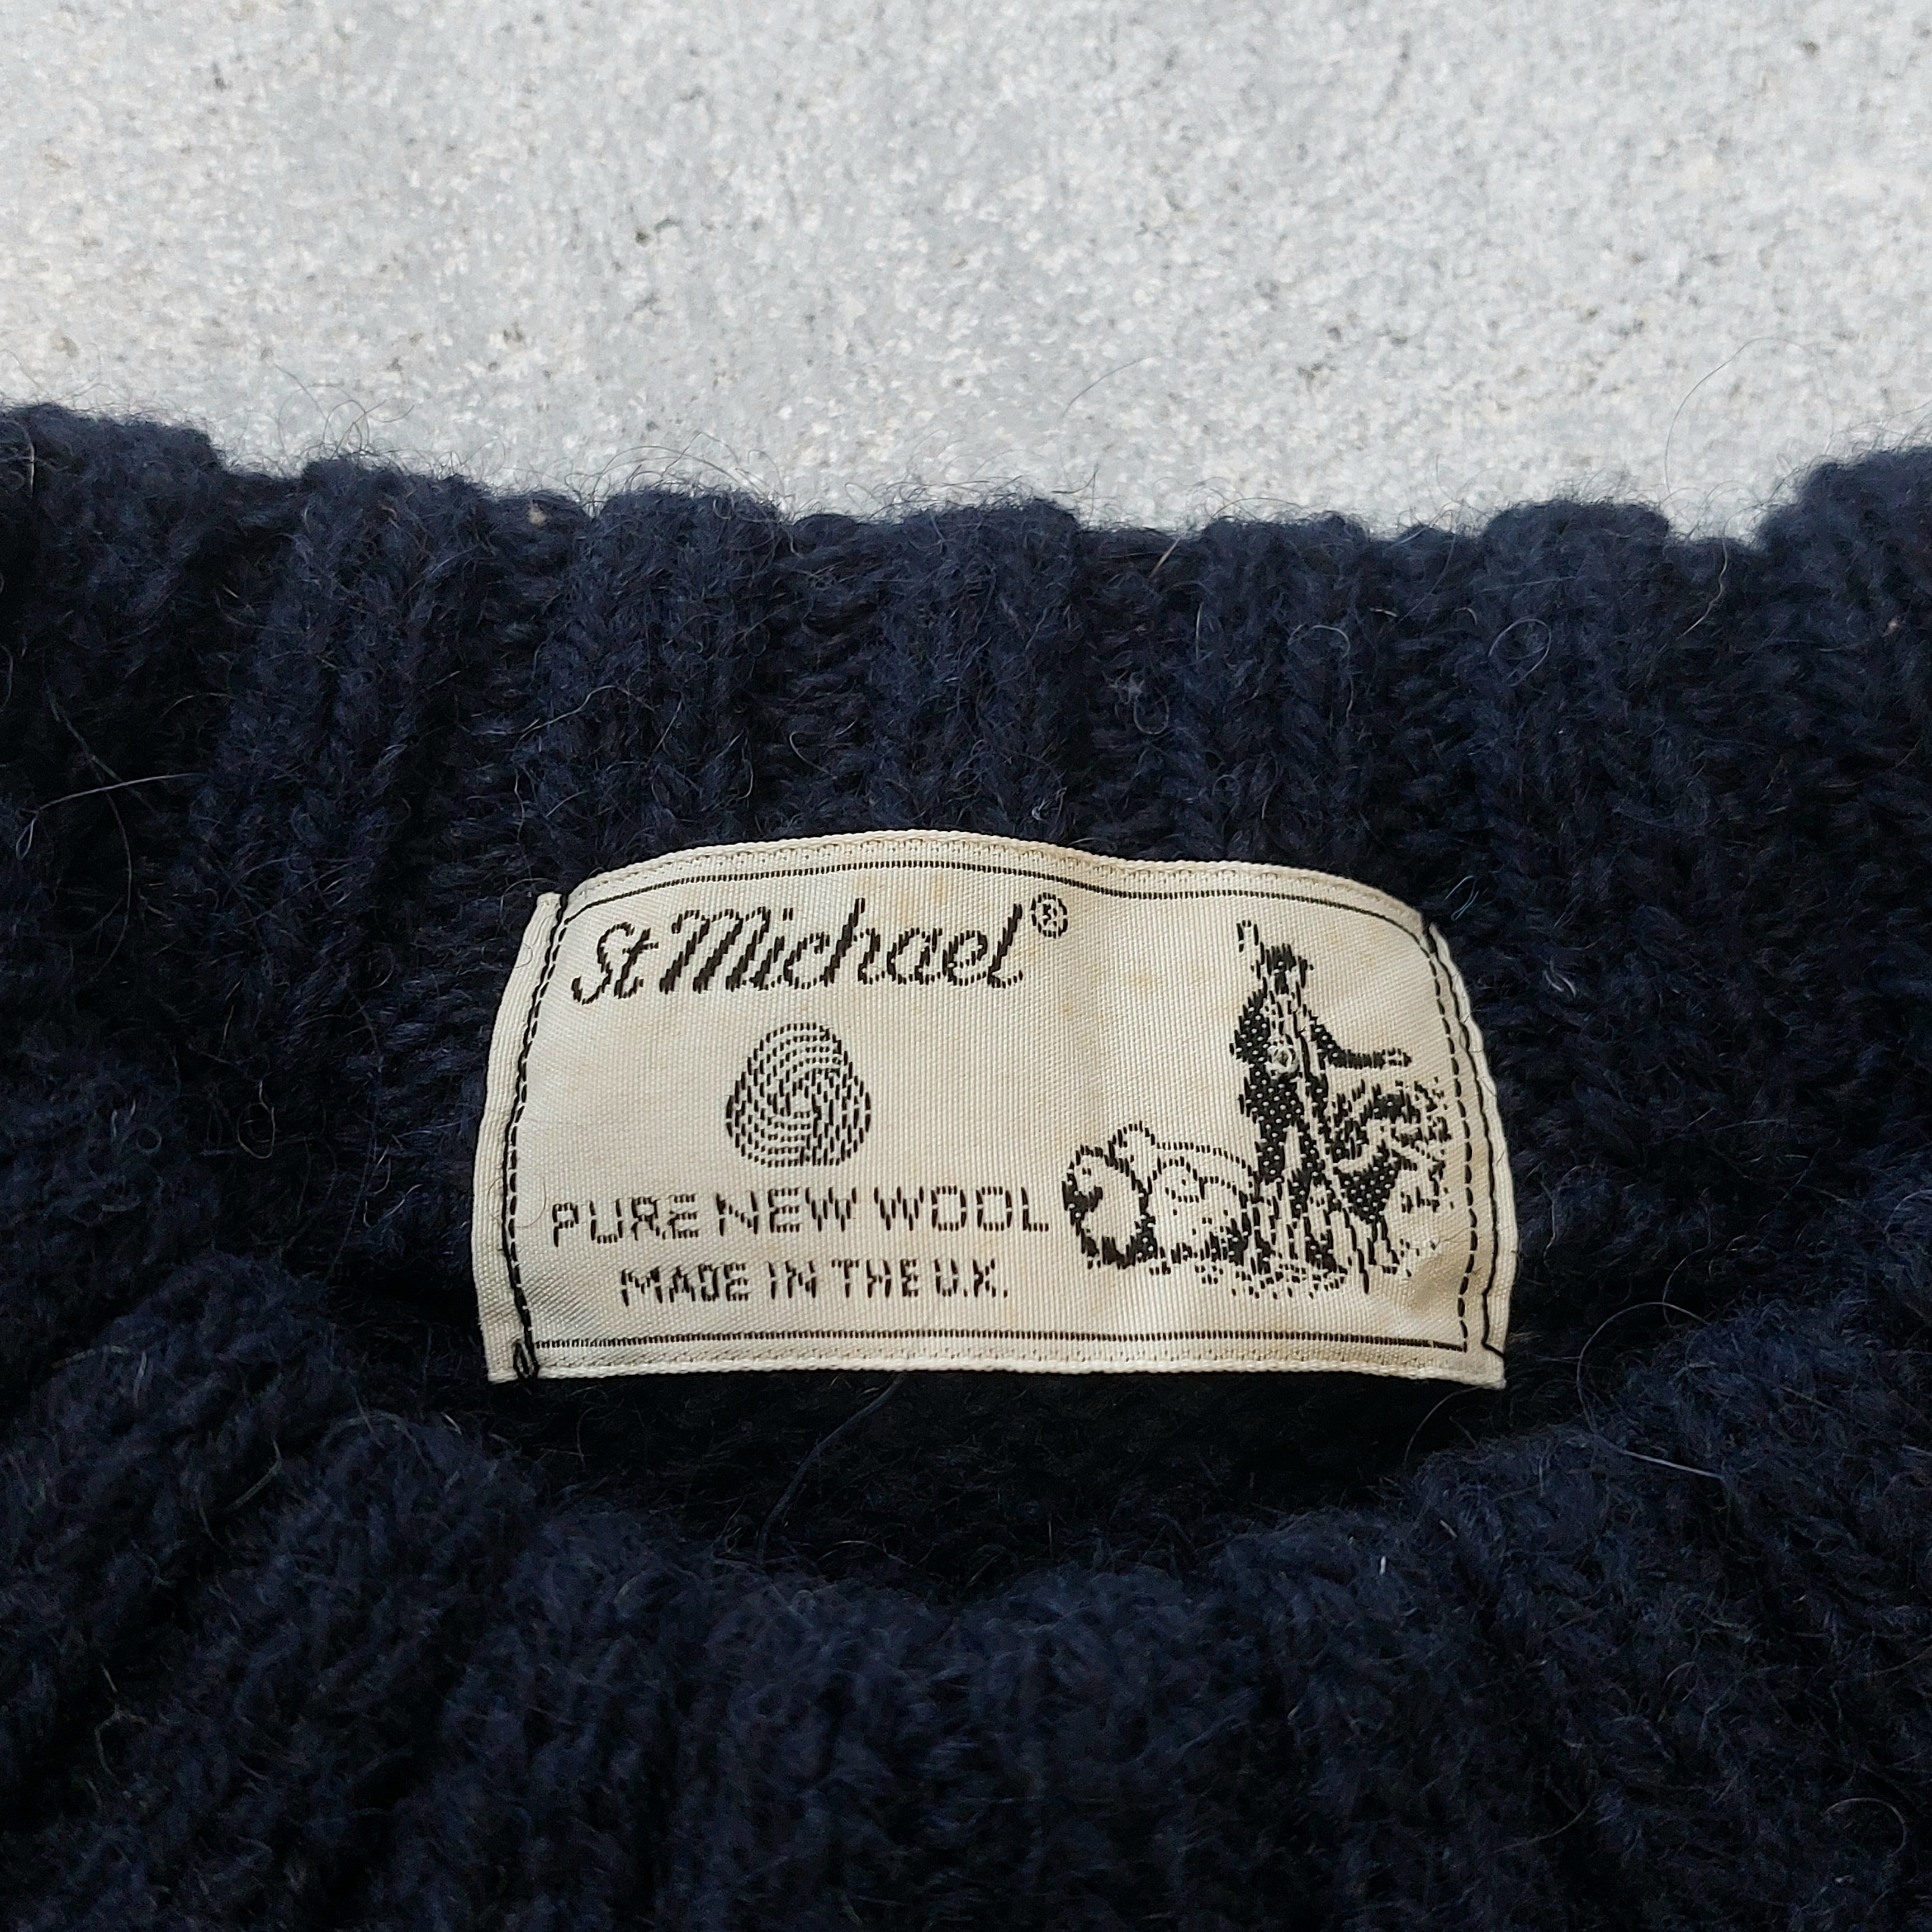 St Michael®
PURE NEW WOOL
MADE IN THE U.K.